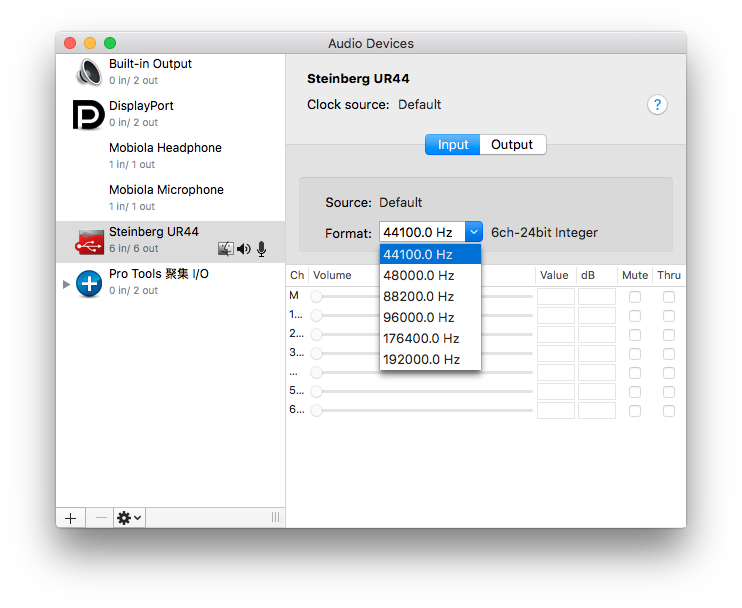 Audio Devices
Built-in Output
0 in/ 2 out
DisplayPort
0 in/ 2 out
Mobiola Headphone
1 in/ 1 out
Mobiola Microphone
1 in/ 1 out
Steinberg UR44
6 in/ 6 out
Pro Tools 聚集 I/O
0 in/ 2 out
Steinberg UR44
Clock source: Default
?
Input Output
Source: Default
Format: 44100.0 Hz 6ch-24bit Integer
44100.0 Hz
48000.0 Hz
88200.0 Hz
96000.0 Hz
176400.0 Hz
192000.0 Hz
Ch Volume Value dB Mute Thru
M
1...
2...
3...
...
5...
6...